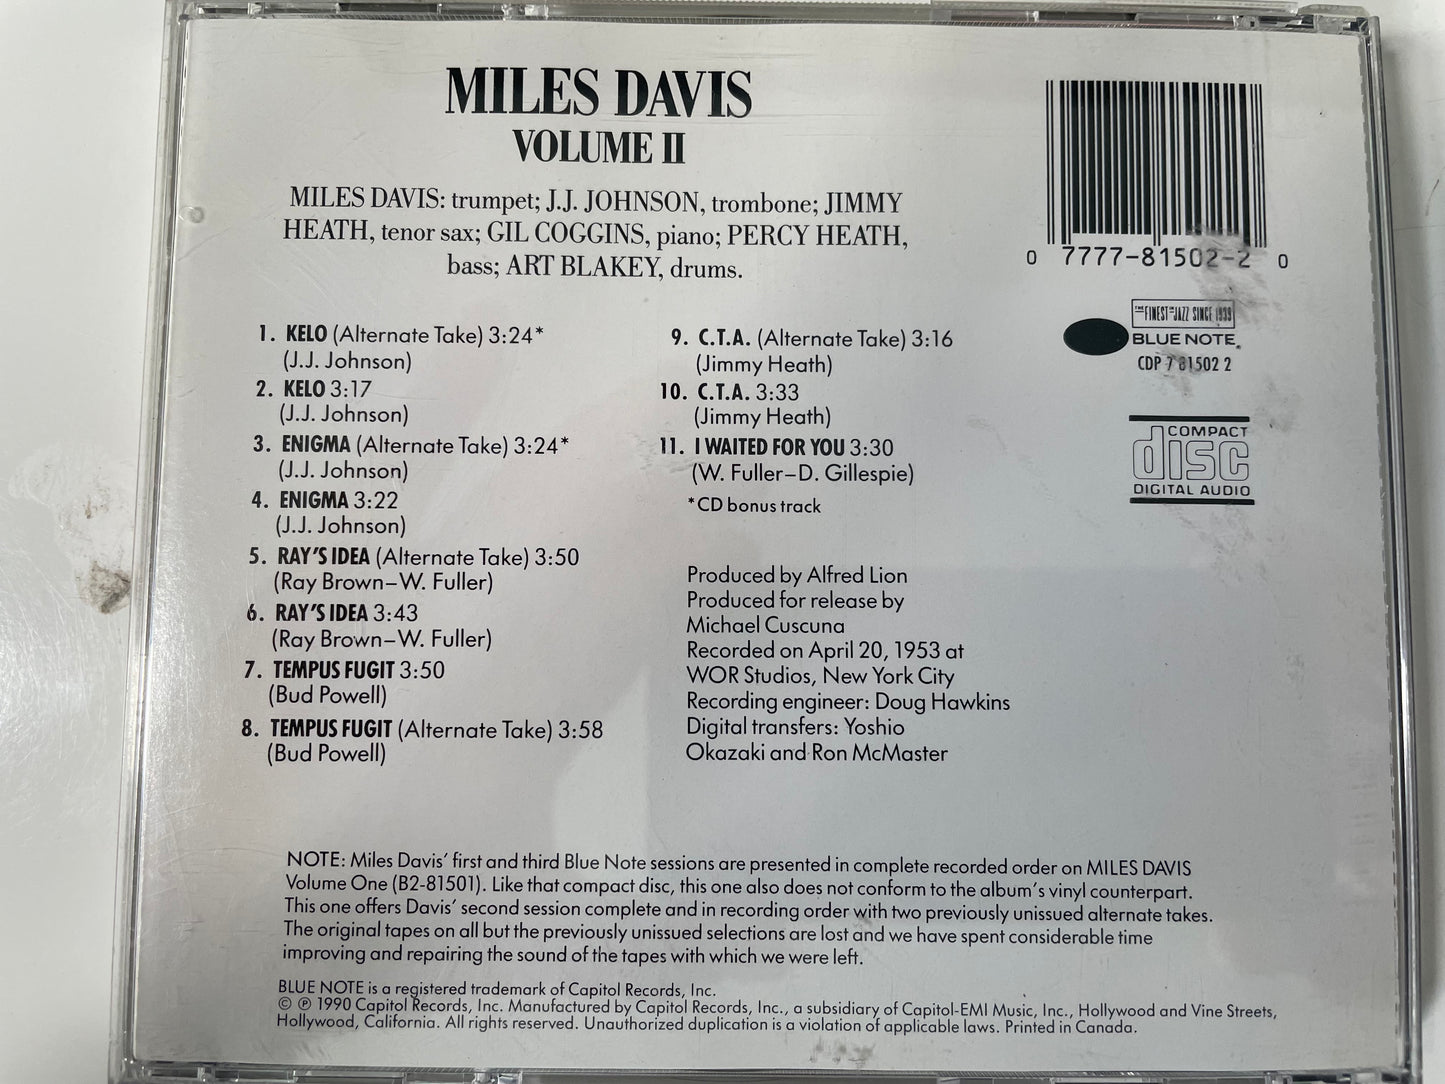 MILES DAVIS
VOLUME II
MILES DAVIS: trumpet; J.J. JOHNSON, trombone; JIMMY
HEATH, tenor sax; GIL COGGINS, piano; PERCY HEATH,
bass; ART BLAKEY, drums.
1. KELO (Alternate Take) 3:24*
(J.J. Johnson)
2. KELO 3:17
(J.J. Johnson)
3. ENIGMA (Alternate Take) 3:24*
(J.J. Johnson)
4. ENIGMA 3:22
(J.J. Johnson)
5. RAY'S IDEA (Alternate Take) 3:50
(Ray Brown–W. Fuller)
6. RAY'S IDEA 3:43
(Ray Brown–W. Fuller)
7. TEMPUS FUGIT 3:50
(Bud Powell)
8. TEMPUS FUGIT (Alternate Take) 3:58
(Bud Powell)
9. C.T.A. (Alternate Take) 3:16
(Jimmy Heath)
10. C.T.A. 3:33
(Jimmy Heath)
11. I WAITED FOR YOU 3:30
(W. Fuller–D. Gillespie)
*CD bonus track
Produced by Alfred Lion
Produced for release by
Michael Cuscuna
Recorded on April 20, 1953 at
WOR Studios, New York City
Recording engineer: Doug Hawkins
Digital transfers: Yoshio
Okazaki and Ron McMaster
0 7777-81502-2 0
THE FINEST IN JAZZ SINCE 1939
BLUE NOTE
CDP 7 81502 2
COMPACT
disc
DIGITAL AUDIO
NOTE: Miles Davis' first and third Blue Note sessions are presented in complete recorded order on MILES DAVIS
Volume One (B2-81501). Like that compact disc, this one also does not conform to the album's vinyl counterpart.
This one offers Davis' second session complete and in recording order with two previously unissued alternate takes.
The original tapes on all but the previously unissued selections are lost and we have spent considerable time
improving and repairing the sound of the tapes with which we were left.
BLUE NOTE is a registered trademark of Capitol Records, Inc.
© ℗ 1990 Capitol Records, Inc. Manufactured by Capitol Records, Inc., a subsidiary of Capitol-EMI Music, Inc., Hollywood and Vine Streets,
Hollywood, California. All rights reserved. Unauthorized duplication is a violation of applicable laws. Printed in Canada.